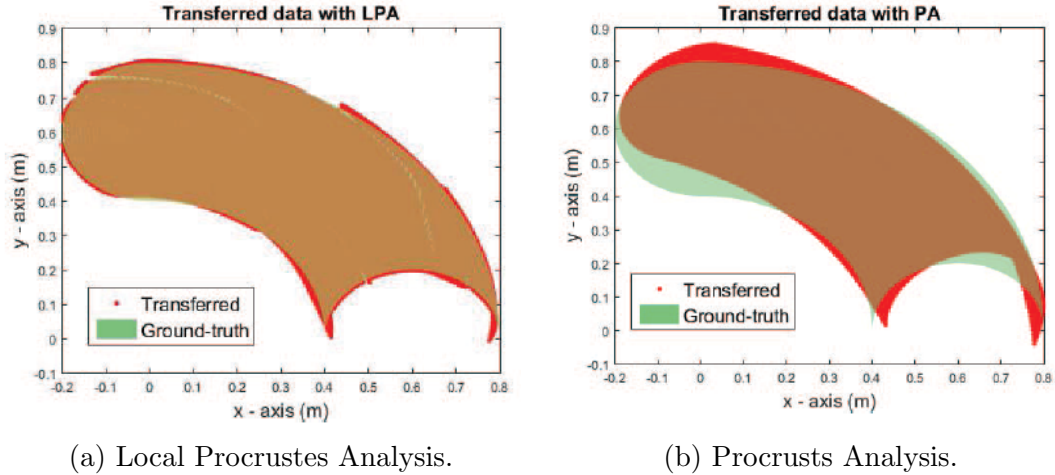 Transferred data with LPA
0.9
0.8
0.7
0.6
0.5
0.4
0.3
0.2
0.1
0
-0.1
y - axis (m)
Transferred
Ground-truth
-0.2 -0.1 0 0.1 0.2 0.3 0.4 0.5 0.6 0.7 0.8
x - axis (m)
(a) Local Procrustes Analysis.
Transferred data with PA
0.9
0.8
0.7
0.6
0.5
0.4
0.3
0.2
0.1
0
-0.1
y - axis (m)
Transferred
Ground-truth
-0.2 -0.1 0 0.1 0.2 0.3 0.4 0.5 0.6 0.7 0.8
x - axis (m)
(b) Procrusts Analysis.